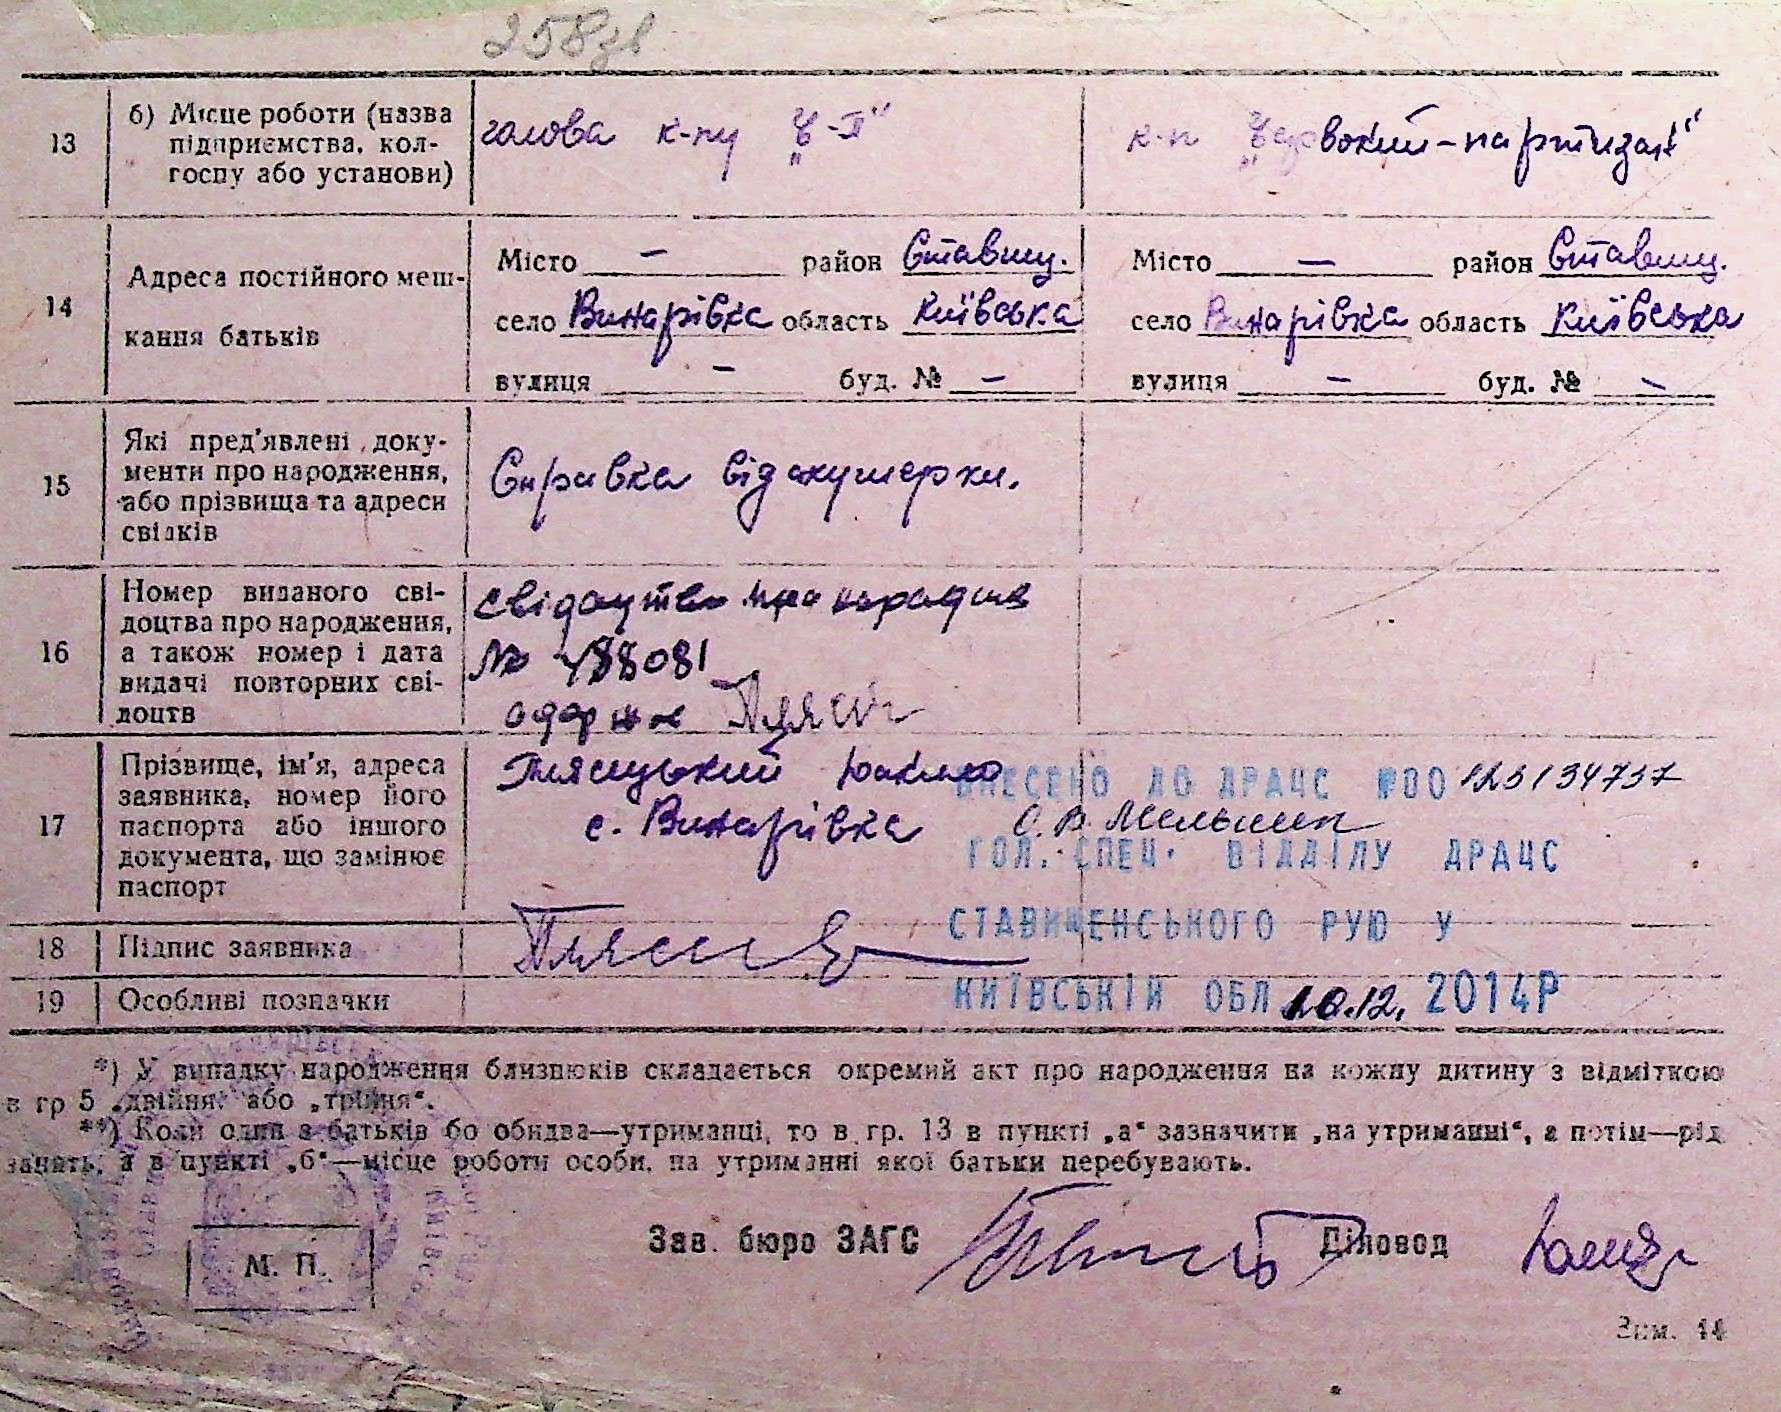 258зв
13
б) Місце роботи (назва
підприємства, кол-
госпу або установи)
голова к-пу „Ч-П“
к-п „Червоний-партизан“
14
Адреса постійного меш-
кання батьків
Місто — район Ставищ.
село Винарівка область Київська
вулиця — буд. № —
Місто — район Ставищ.
село Винарівка область Київська
вулиця — буд. № —
15
Які пред'явлені доку-
менти про народження,
або прізвища та адреси
свідків
Справка від акушерки.
16
Номер виданого сві-
доцтва про народження,
а також номер і дата
видачі повторних сві-
доцтв
свідоцтво про народжен
№ 488081
одержав
17
Прізвище, ім'я, адреса
заявника, номер його
паспорта або іншого
документа, що замінює
паспорт
с. Винарівка
ВНЕСЕНО ДО ДРАЦС №00 125134737
О.В. Мельник
ГОЛ. СПЕЦ. ВІДДІЛУ ДРАЦС
СТАВИЩЕНСЬКОГО РУЮ У
КИЇВСЬКІЙ ОБЛ 10.12. 2014Р
18
Підпис заявника
19
Особливі позначки
*) У випадку народження близнюків складається окремий акт про народження на кожну дитину з відміткою
в гр 5 „двійня“ або „трійня“.
**) Коли один з батьків бо обидва—утриманці, то в гр. 13 в пункті „а“ зазначити „на утриманні“, а потім—рід
занять, а в пункті „б“—місце роботи особи, на утриманні якої батьки перебувають.
М. П.
Зав. бюро ЗАГС
Діловод
Зам. 14